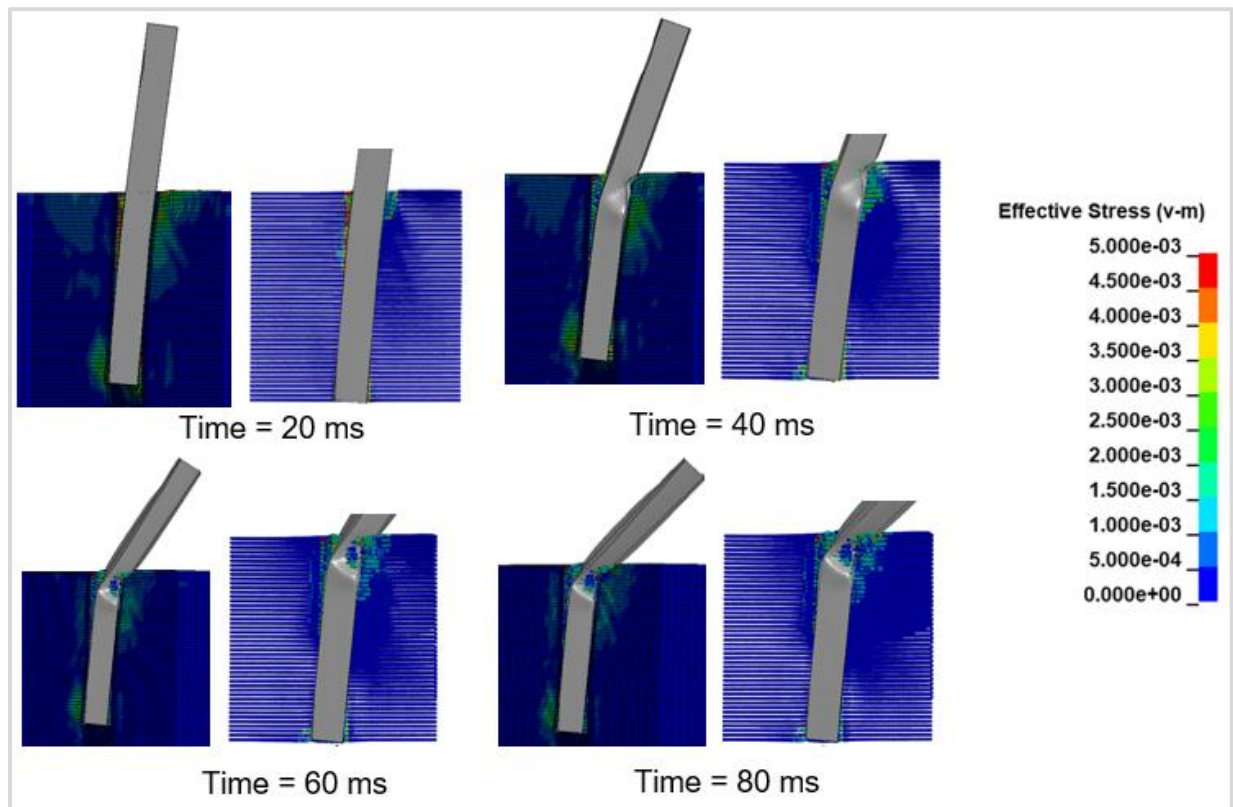 Time = 20 ms
Time = 40 ms
Effective Stress (v-m)
5.000e-03
4.500e-03
4.000e-03
3.500e-03
3.000e-03
2.500e-03
2.000e-03
1.500e-03
1.000e-03
5.000e-04
0.000e+00
Time = 60 ms
Time = 80 ms